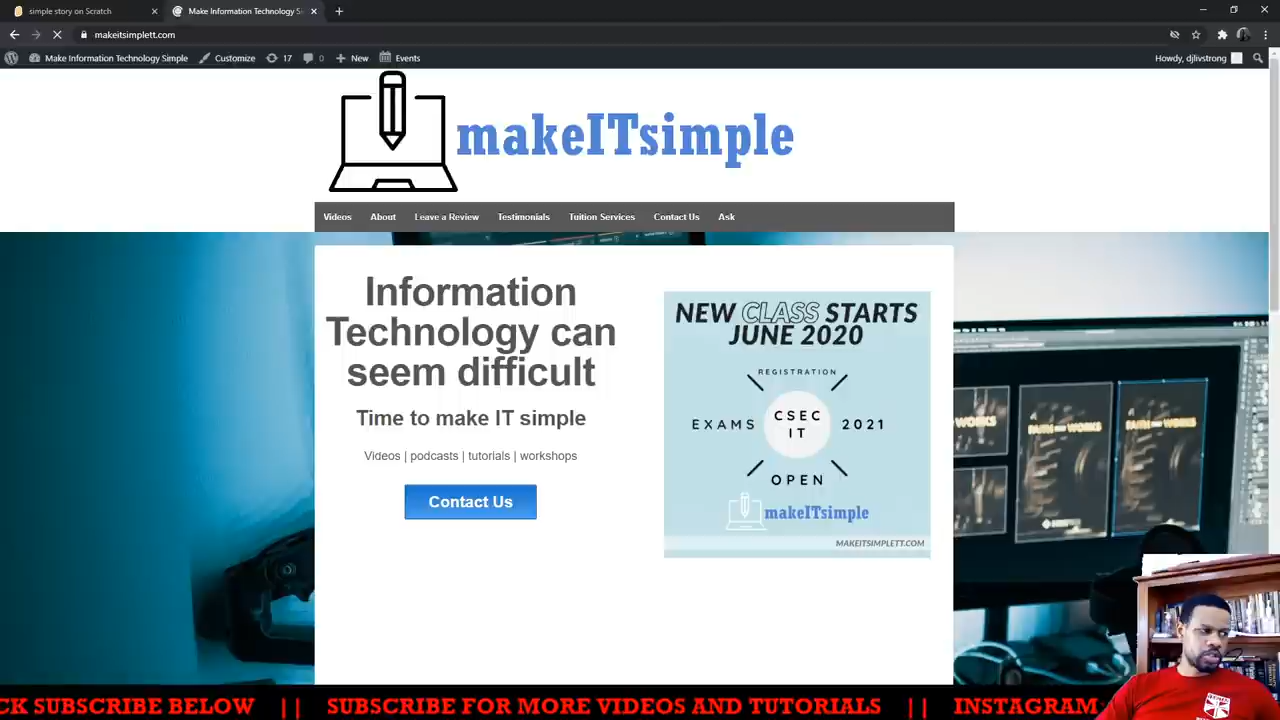 simple story on Scratch
Make Information Technology Si
makeitsimplett.com
Make Information Technology Simple
Customize
17
0
New
Events
Howdy, djlivstrong
makeITsimple
Videos
About
Leave a Review
Testimonials
Tuition Services
Contact Us
Ask
Information
Technology can
seem difficult
Time to make IT simple
Videos | podcasts | tutorials | workshops
Contact Us
NEW CLASS STARTS
JUNE 2020
REGISTRATION
EXAMS
CSEC
IT
2021
OPEN
makeITsimple
MAKEITSIMPLETT.COM
CK SUBSCRIBE BELOW || SUBSCRIBE FOR MORE VIDEOS AND TUTORIALS || INSTAGRAM